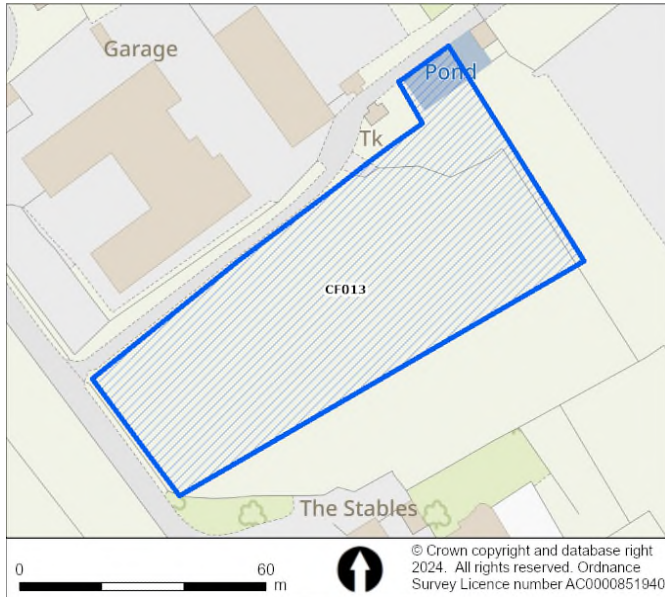 Garage
Pond
Tk
CF013
The Stables
0 60
m
© Crown copyright and database right
2024. All rights reserved. Ordnance
Survey Licence number AC0000851940